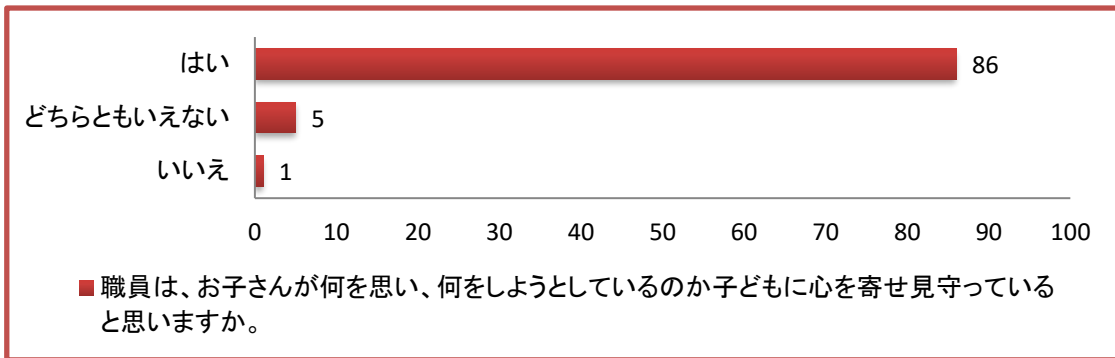 はい
86
どちらともいえない
5
いいえ
1
0 10 20 30 40 50 60 70 80 90 100
職員は、お子さんが何を思い、何をしようとしているのか子どもに心を寄せ見守っている
と思いますか。